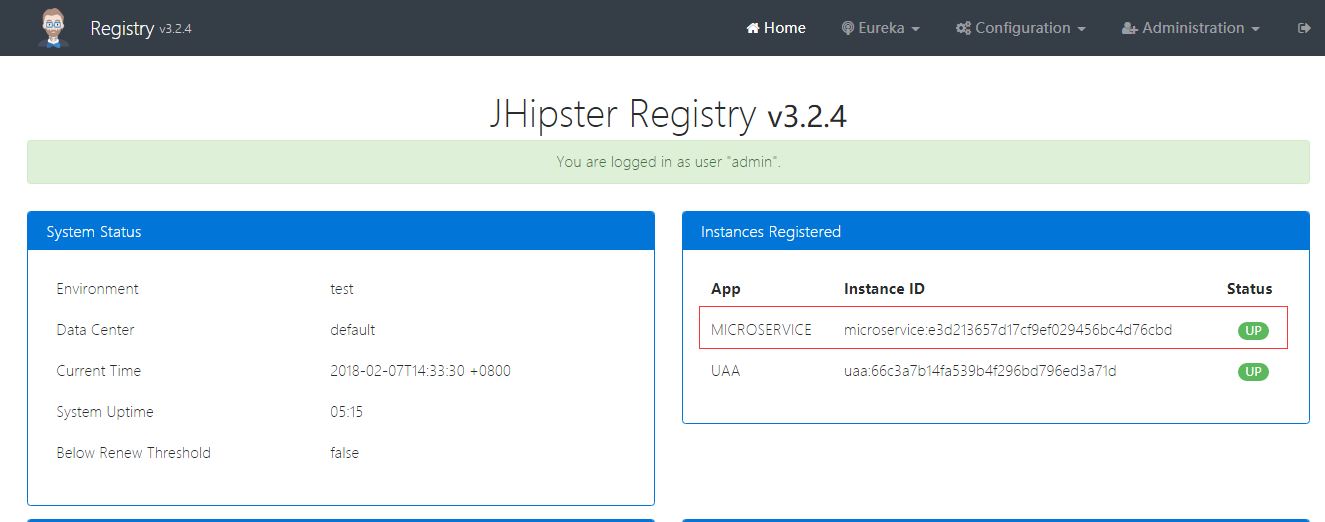 Registry v3.2.4 Home Eureka Configuration Administration
JHipster Registry v3.2.4
You are logged in as user "admin".
System Status
Environment test
Data Center default
Current Time 2018-02-07T14:33:30 +0800
System Uptime 05:15
Below Renew Threshold false
Instances Registered
App Instance ID Status
MICROSERVICE microservice:e3d213657d17cf9ef029456bc4d76cbd UP
UAA uaa:66c3a7b14fa539b4f296bd796ed3a71d UP